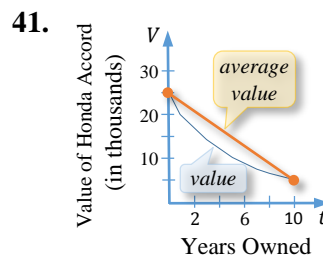 41.
Value of Honda Accord
(in thousands)
V
30
20
10
average
value
value
2
6
10
t
Years Owned